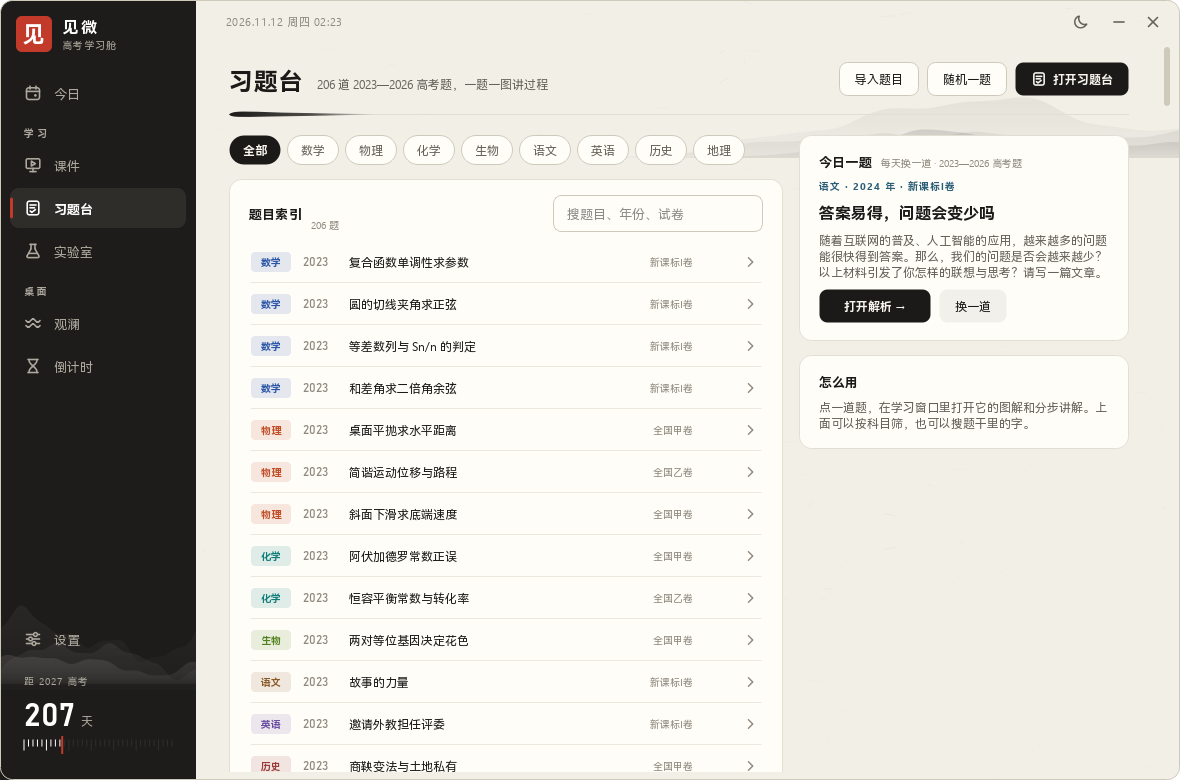 见
见微
高考学习舱
今日
学习
课件
习题台
实验室
桌面
观澜
倒计时
设置
距 2027 高考
207 天
2026.11.12 周四 02:23
习题台 206 道 2023—2026 高考题，一题一图讲过程
导入题目
随机一题
打开习题台
全部 数学 物理 化学 生物 语文 英语 历史 地理
题目索引 206 题
搜题目、年份、试卷
数学 2023 复合函数单调性求参数 新课标I卷
数学 2023 圆的切线夹角求正弦 新课标I卷
数学 2023 等差数列与 Sn/n 的判定 新课标I卷
数学 2023 和差角求二倍角余弦 新课标I卷
物理 2023 桌面平抛求水平距离 全国甲卷
物理 2023 简谐运动位移与路程 全国乙卷
物理 2023 斜面下滑求底端速度 全国甲卷
化学 2023 阿伏加德罗常数正误 全国甲卷
化学 2023 恒容平衡常数与转化率 全国乙卷
生物 2023 两对等位基因决定花色 全国甲卷
语文 2023 故事的力量 新课标I卷
英语 2023 邀请外教担任评委 新课标I卷
历史 2023 商鞅变法与土地私有 全国甲卷
今日一题 每天换一道 · 2023—2026 高考题
语文 · 2024 年 · 新课标I卷
答案易得，问题会变少吗
随着互联网的普及、人工智能的应用，越来越多的问题
能很快得到答案。那么，我们的问题是否会越来越少？
以上材料引发了你怎样的联想与思考？请写一篇文章。
打开解析 →
换一道
怎么用
点一道题，在学习窗口里打开它的图解和分步讲解。上
面可以按科目筛，也可以搜题干里的字。